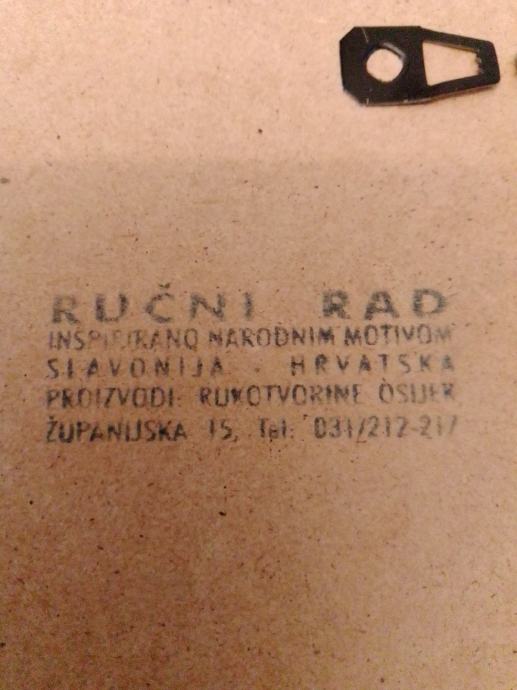 RUČNI RAD
INSPIRIRANO NARODNIM MOTIVOM
SLAVONIJA - HRVATSKA
PROIZVODI: RUKOTVORINE OSIJEK
ŽUPANIJSKA 15, Tel: 031/212-217